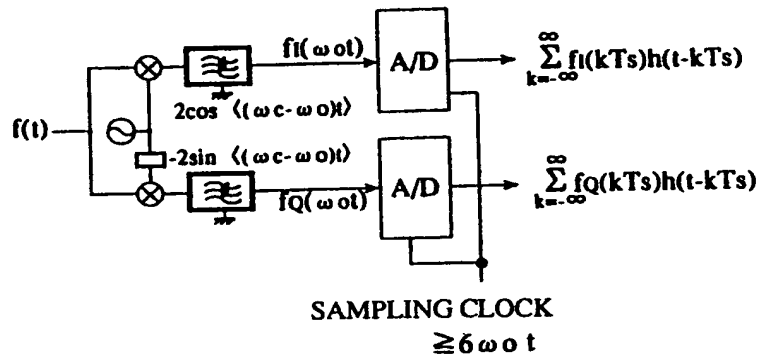 fI(ωot)
A/D
∞
Σ fI(kTs)h(t-kTs)
k=-∞
2cos〈(ωc-ωo)t〉
f(t)
-2sin〈(ωc-ωo)t〉
fQ(ωot)
A/D
∞
Σ fQ(kTs)h(t-kTs)
k=-∞
SAMPLING CLOCK
≧6ωot